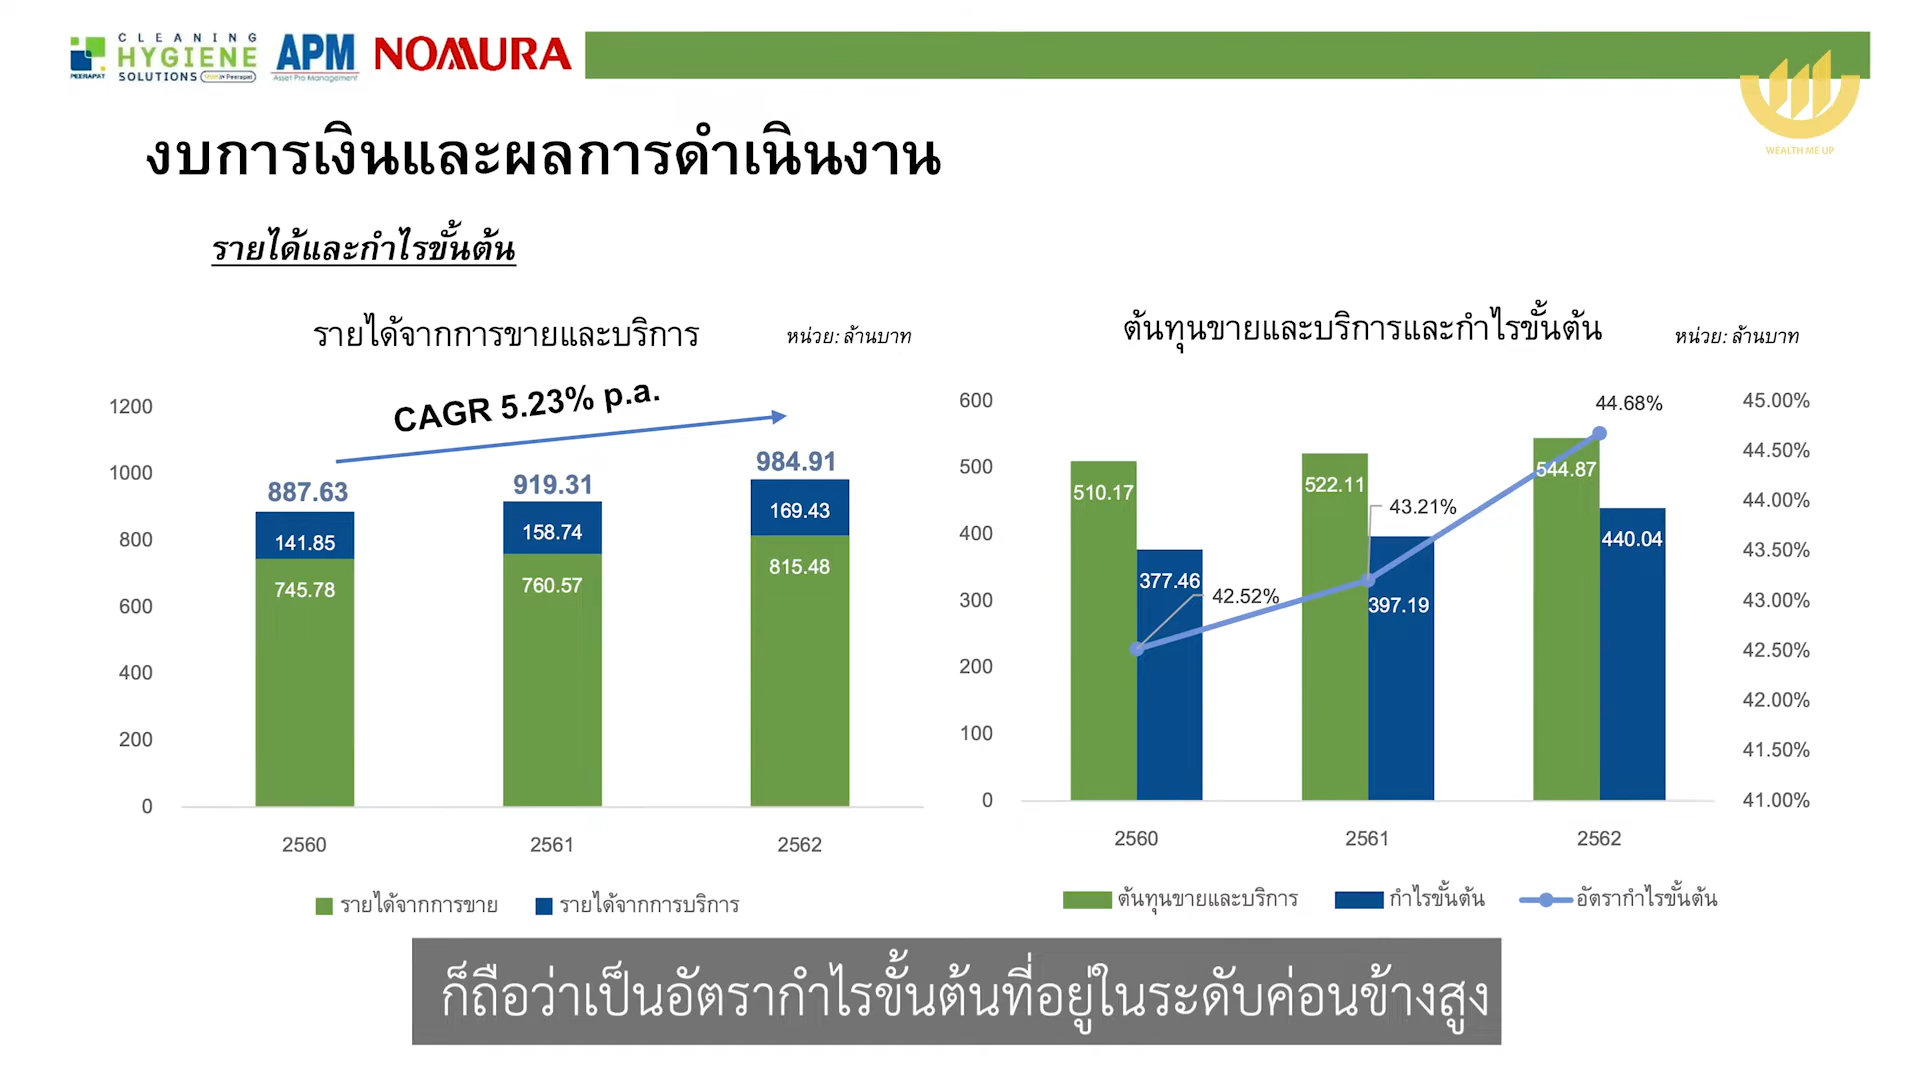 CLEANING
HYGIENE
SOLUTIONS
PEERAPAT
Peerapat
APM
Asset Pro Management
NOMURA
WEALTH ME UP
งบการเงินและผลการดำเนินงาน
รายได้และกำไรขั้นต้น
รายได้จากการขายและบริการ
หน่วย: ล้านบาท
CAGR 5.23% p.a.
1200
1000
800
600
400
200
0
887.63
919.31
984.91
141.85
158.74
169.43
745.78
760.57
815.48
2560
2561
2562
รายได้จากการขาย
รายได้จากการบริการ
ต้นทุนขายและบริการและกำไรขั้นต้น
หน่วย: ล้านบาท
600
500
400
300
200
100
0
510.17
522.11
544.87
377.46
397.19
440.04
42.52%
43.21%
44.68%
45.00%
44.50%
44.00%
43.50%
43.00%
42.50%
42.00%
41.50%
41.00%
2560
2561
2562
ต้นทุนขายและบริการ
กำไรขั้นต้น
อัตรากำไรขั้นต้น
ก็ถือว่าเป็นอัตรากำไรขั้นต้นที่อยู่ในระดับค่อนข้างสูง